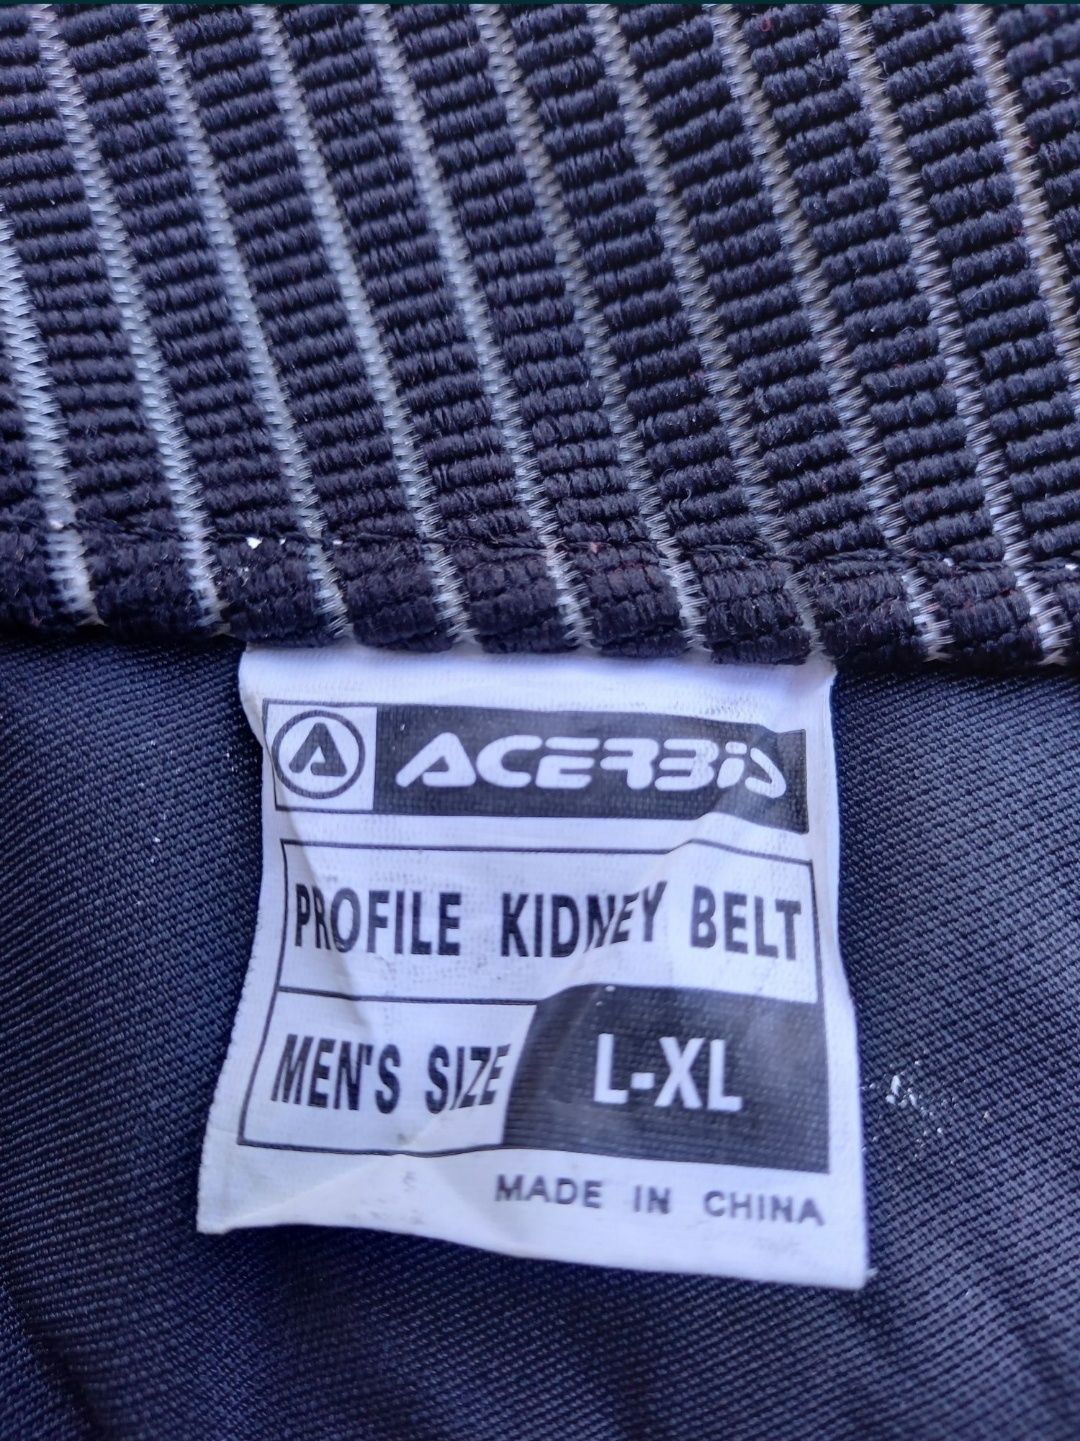 ACERBIS
PROFILE KIDNEY BELT
MEN'S SIZE L-XL
MADE IN CHINA